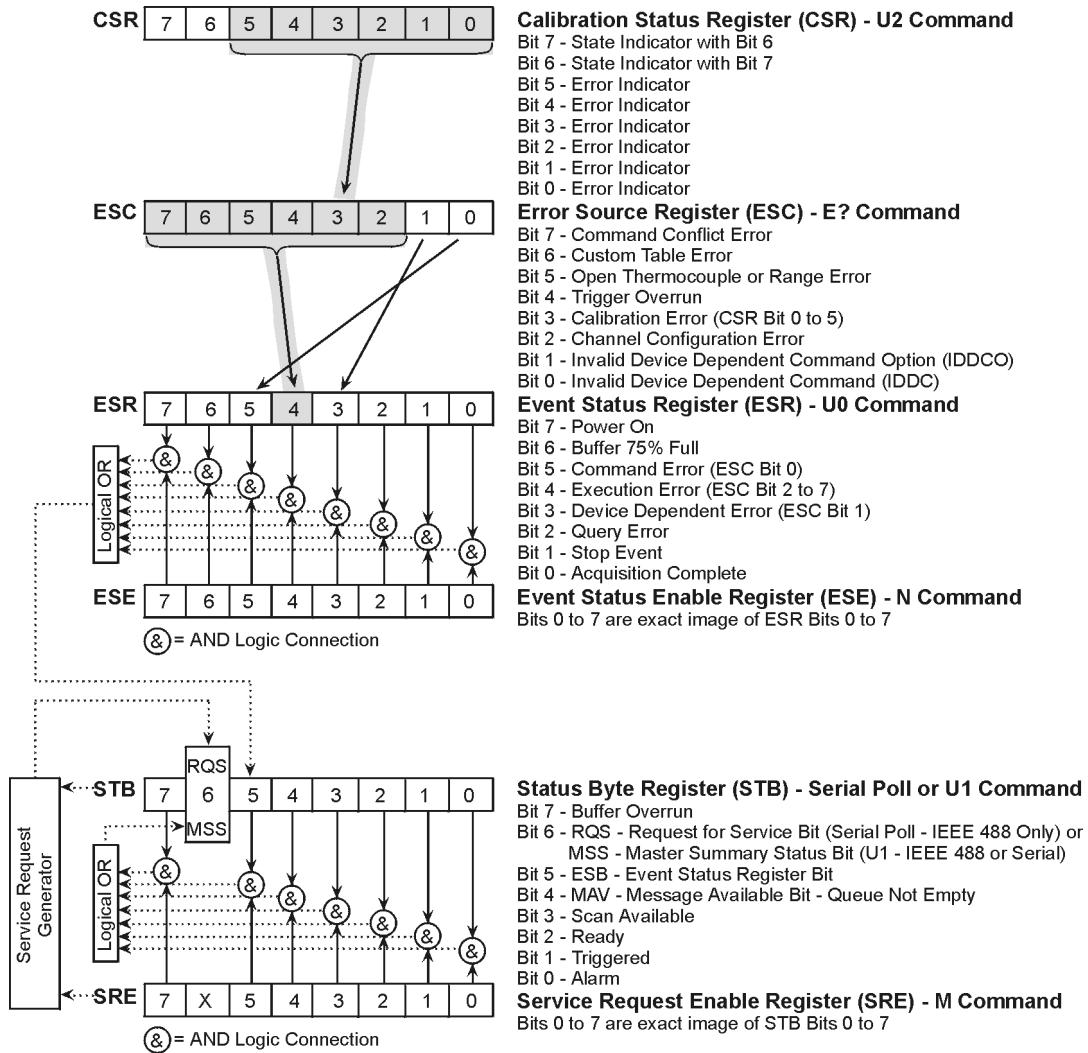 CSR 7 6 5 4 3 2 1 0
Calibration Status Register (CSR) - U2 Command
Bit 7 - State Indicator with Bit 6
Bit 6 - State Indicator with Bit 7
Bit 5 - Error Indicator
Bit 4 - Error Indicator
Bit 3 - Error Indicator
Bit 2 - Error Indicator
Bit 1 - Error Indicator
Bit 0 - Error Indicator
ESC 7 6 5 4 3 2 1 0
Error Source Register (ESC) - E? Command
Bit 7 - Command Conflict Error
Bit 6 - Custom Table Error
Bit 5 - Open Thermocouple or Range Error
Bit 4 - Trigger Overrun
Bit 3 - Calibration Error (CSR Bit 0 to 5)
Bit 2 - Channel Configuration Error
Bit 1 - Invalid Device Dependent Command Option (IDDCO)
Bit 0 - Invalid Device Dependent Command (IDDC)
ESR 7 6 5 4 3 2 1 0
Event Status Register (ESR) - U0 Command
Bit 7 - Power On
Bit 6 - Buffer 75% Full
Bit 5 - Command Error (ESC Bit 0)
Bit 4 - Execution Error (ESC Bit 2 to 7)
Bit 3 - Device Dependent Error (ESC Bit 1)
Bit 2 - Query Error
Bit 1 - Stop Event
Bit 0 - Acquisition Complete
Logical OR
& & & & & & & &
ESE 7 6 5 4 3 2 1 0
Event Status Enable Register (ESE) - N Command
Bits 0 to 7 are exact image of ESR Bits 0 to 7
& = AND Logic Connection
RQS
STB 7 6 5 4 3 2 1 0
MSS
Status Byte Register (STB) - Serial Poll or U1 Command
Bit 7 - Buffer Overrun
Bit 6 - RQS - Request for Service Bit (Serial Poll - IEEE 488 Only) or
MSS - Master Summary Status Bit (U1 - IEEE 488 or Serial)
Bit 5 - ESB - Event Status Register Bit
Bit 4 - MAV - Message Available Bit - Queue Not Empty
Bit 3 - Scan Available
Bit 2 - Ready
Bit 1 - Triggered
Bit 0 - Alarm
Service Request
Generator
Logical OR
& & & & & & &
SRE 7 X 5 4 3 2 1 0
Service Request Enable Register (SRE) - M Command
Bits 0 to 7 are exact image of STB Bits 0 to 7
& = AND Logic Connection